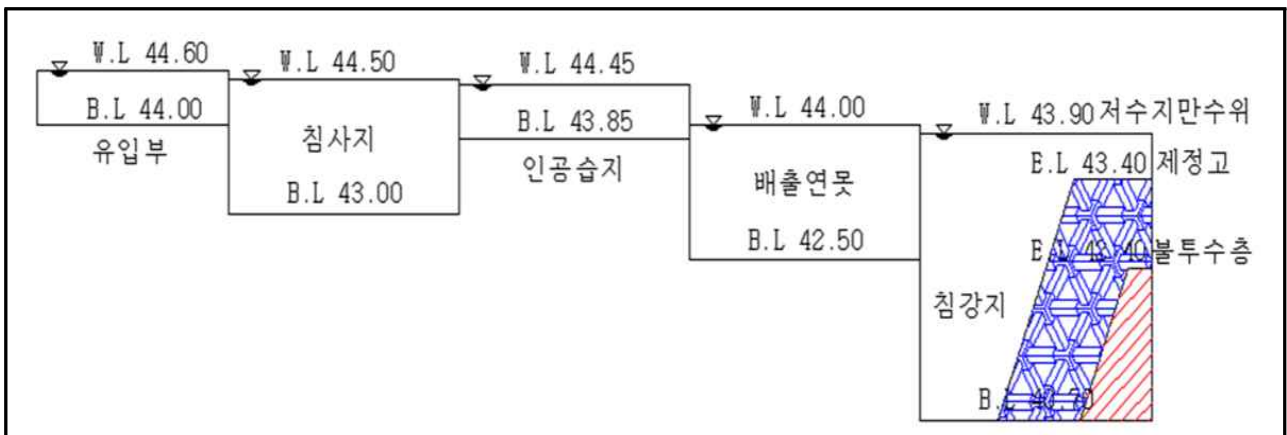 W.L 44.60
B.L 44.00
유입부
W.L 44.50
침사지
B.L 43.00
W.L 44.45
B.L 43.85
인공습지
W.L 44.00
배출연못
B.L 42.50
W.L 43.90 저수지만수위
E.L 43.40 제정고
E.L 42.40 불투수층
침강지
B.L